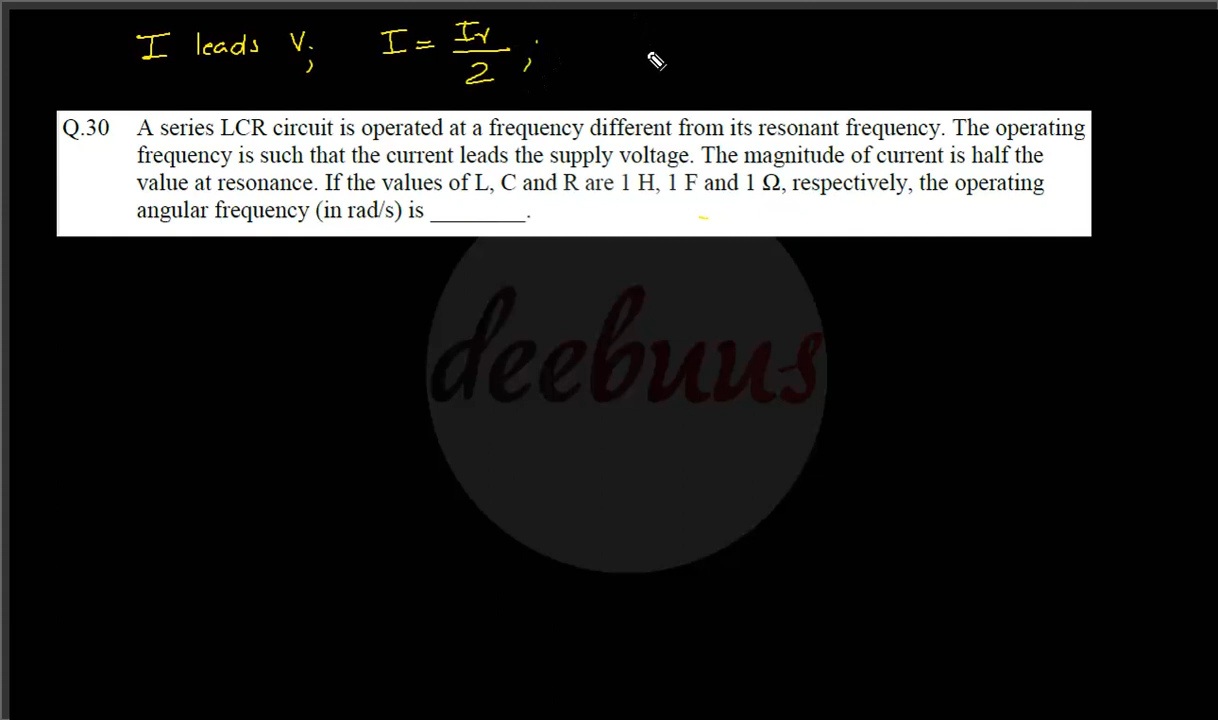 I leads V; I = Ir/2 ;
Q.30 A series LCR circuit is operated at a frequency different from its resonant frequency. The operating
frequency is such that the current leads the supply voltage. The magnitude of current is half the
value at resonance. If the values of L, C and R are 1 H, 1 F and 1 Ω, respectively, the operating
angular frequency (in rad/s) is ________.
deebuus